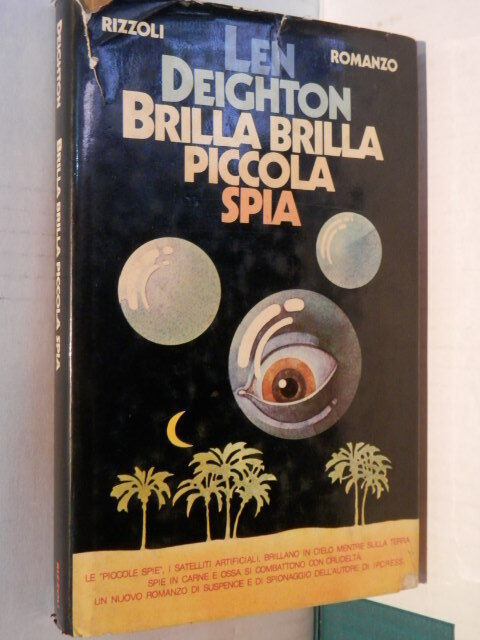 RIZZOLI
ROMANZO
LEN
DEIGHTON
BRILLA BRILLA
PICCOLA
SPIA
LE "PICCOLE SPIE", I SATELLITI ARTIFICIALI, BRILLANO IN CIELO MENTRE SULLA TERRA
SPIE IN CARNE E OSSA SI COMBATTONO CON CRUDELTÀ.
UN NUOVO ROMANZO DI SUSPENCE E DI SPIONAGGIO DELL'AUTORE DI IPCRESS.
DEIGHTON BRILLA BRILLA PICCOLA SPIA
RIZZOLI